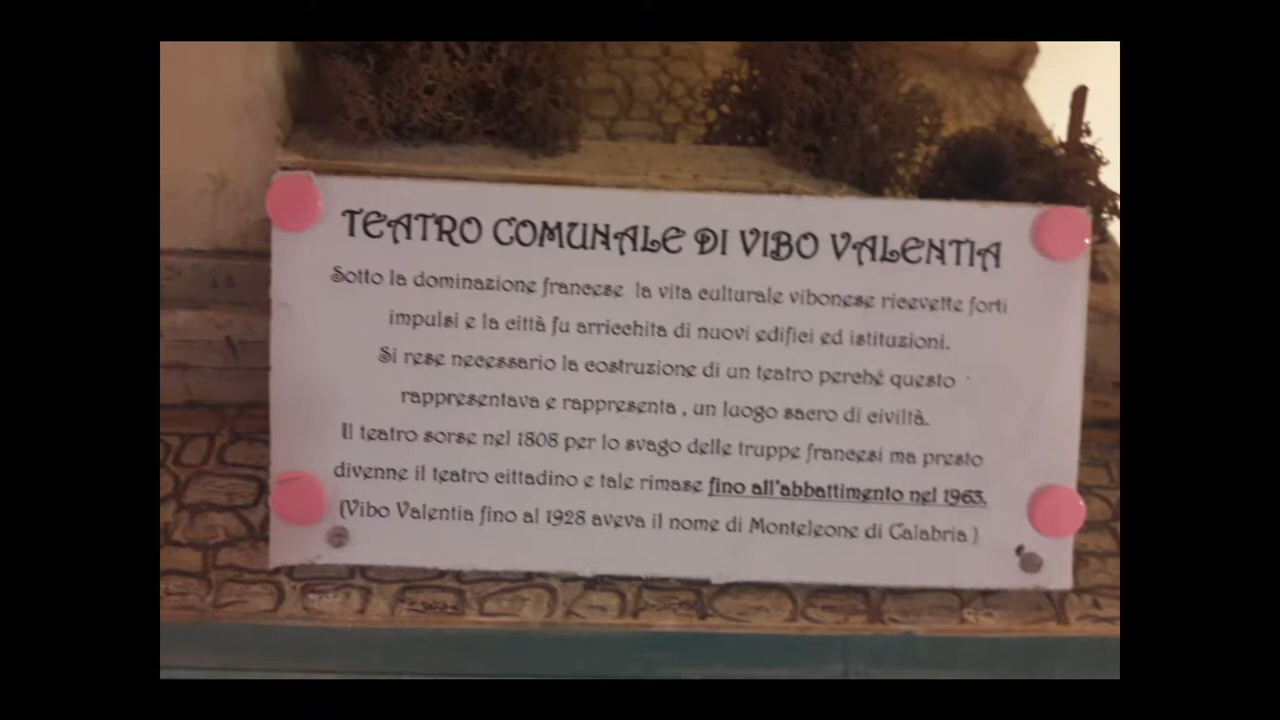 TEATRO COMUNALE DI VIBO VALENTIA
Sotto la dominazione francese la vita culturale vibonese ricevette forti
impulsi e la città fu arricchita di nuovi edifici ed istituzioni.
Si rese necessario la costruzione di un teatro perché questo
rappresentava e rappresenta , un luogo sacro di civiltà.
Il teatro sorse nel 1808 per lo svago delle truppe francesi ma presto
divenne il teatro cittadino e tale rimase fino all'abbattimento nel 1963.
(Vibo Valentia fino al 1928 aveva il nome di Monteleone di Calabria )